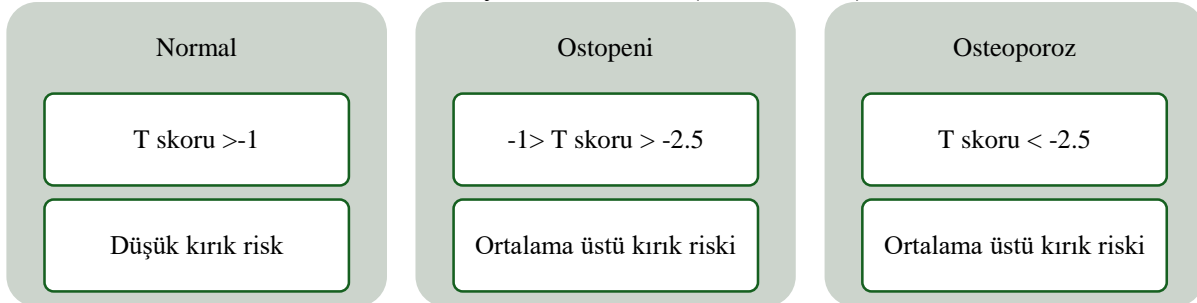 Normal
T skoru >-1
Düşük kırık risk
Ostopeni
-1> T skoru > -2.5
Ortalama üstü kırık riski
Osteoporoz
T skoru < -2.5
Ortalama üstü kırık riski